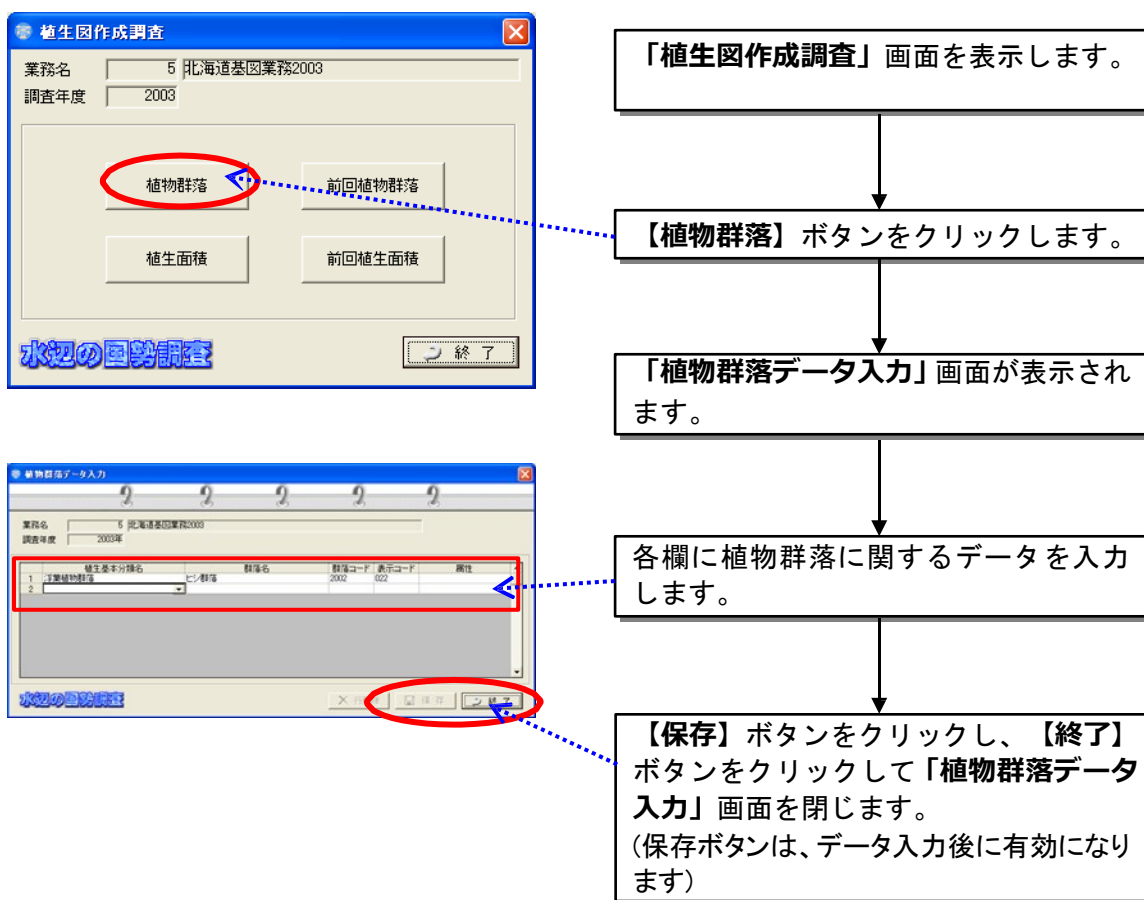 植生図作成調査
業務名 5 北海道基図業務2003
調査年度 2003
植物群落 前回植物群落
植生面積 前回植生面積
水辺の国勢調査 終 了
「植生図作成調査」画面を表示します。
【植物群落】ボタンをクリックします。
「植物群落データ入力」画面が表示され
ます。
植物群落データ入力
業務名 5 北海道基図業務2003
調査年度 2003年
植生基本分類名 群落名 群落コード 表示コード 属性
1 浮葉植物群落 ヒシ群落 2002 022
2
水辺の国勢調査 保 存 終 了
各欄に植物群落に関するデータを入力
します。
【保存】ボタンをクリックし、【終了】
ボタンをクリックして「植物群落データ
入力」画面を閉じます。
(保存ボタンは、データ入力後に有効になり
ます)